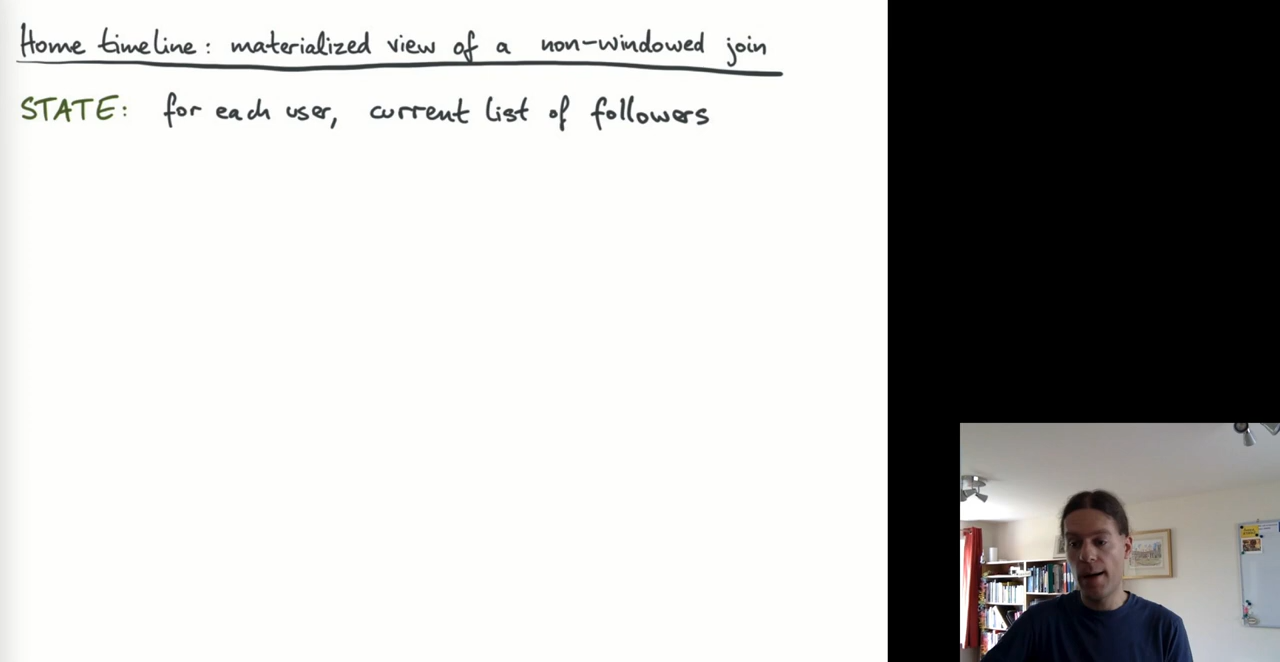 Home timeline: materialized view of a non-windowed join
STATE: for each user, current list of followers